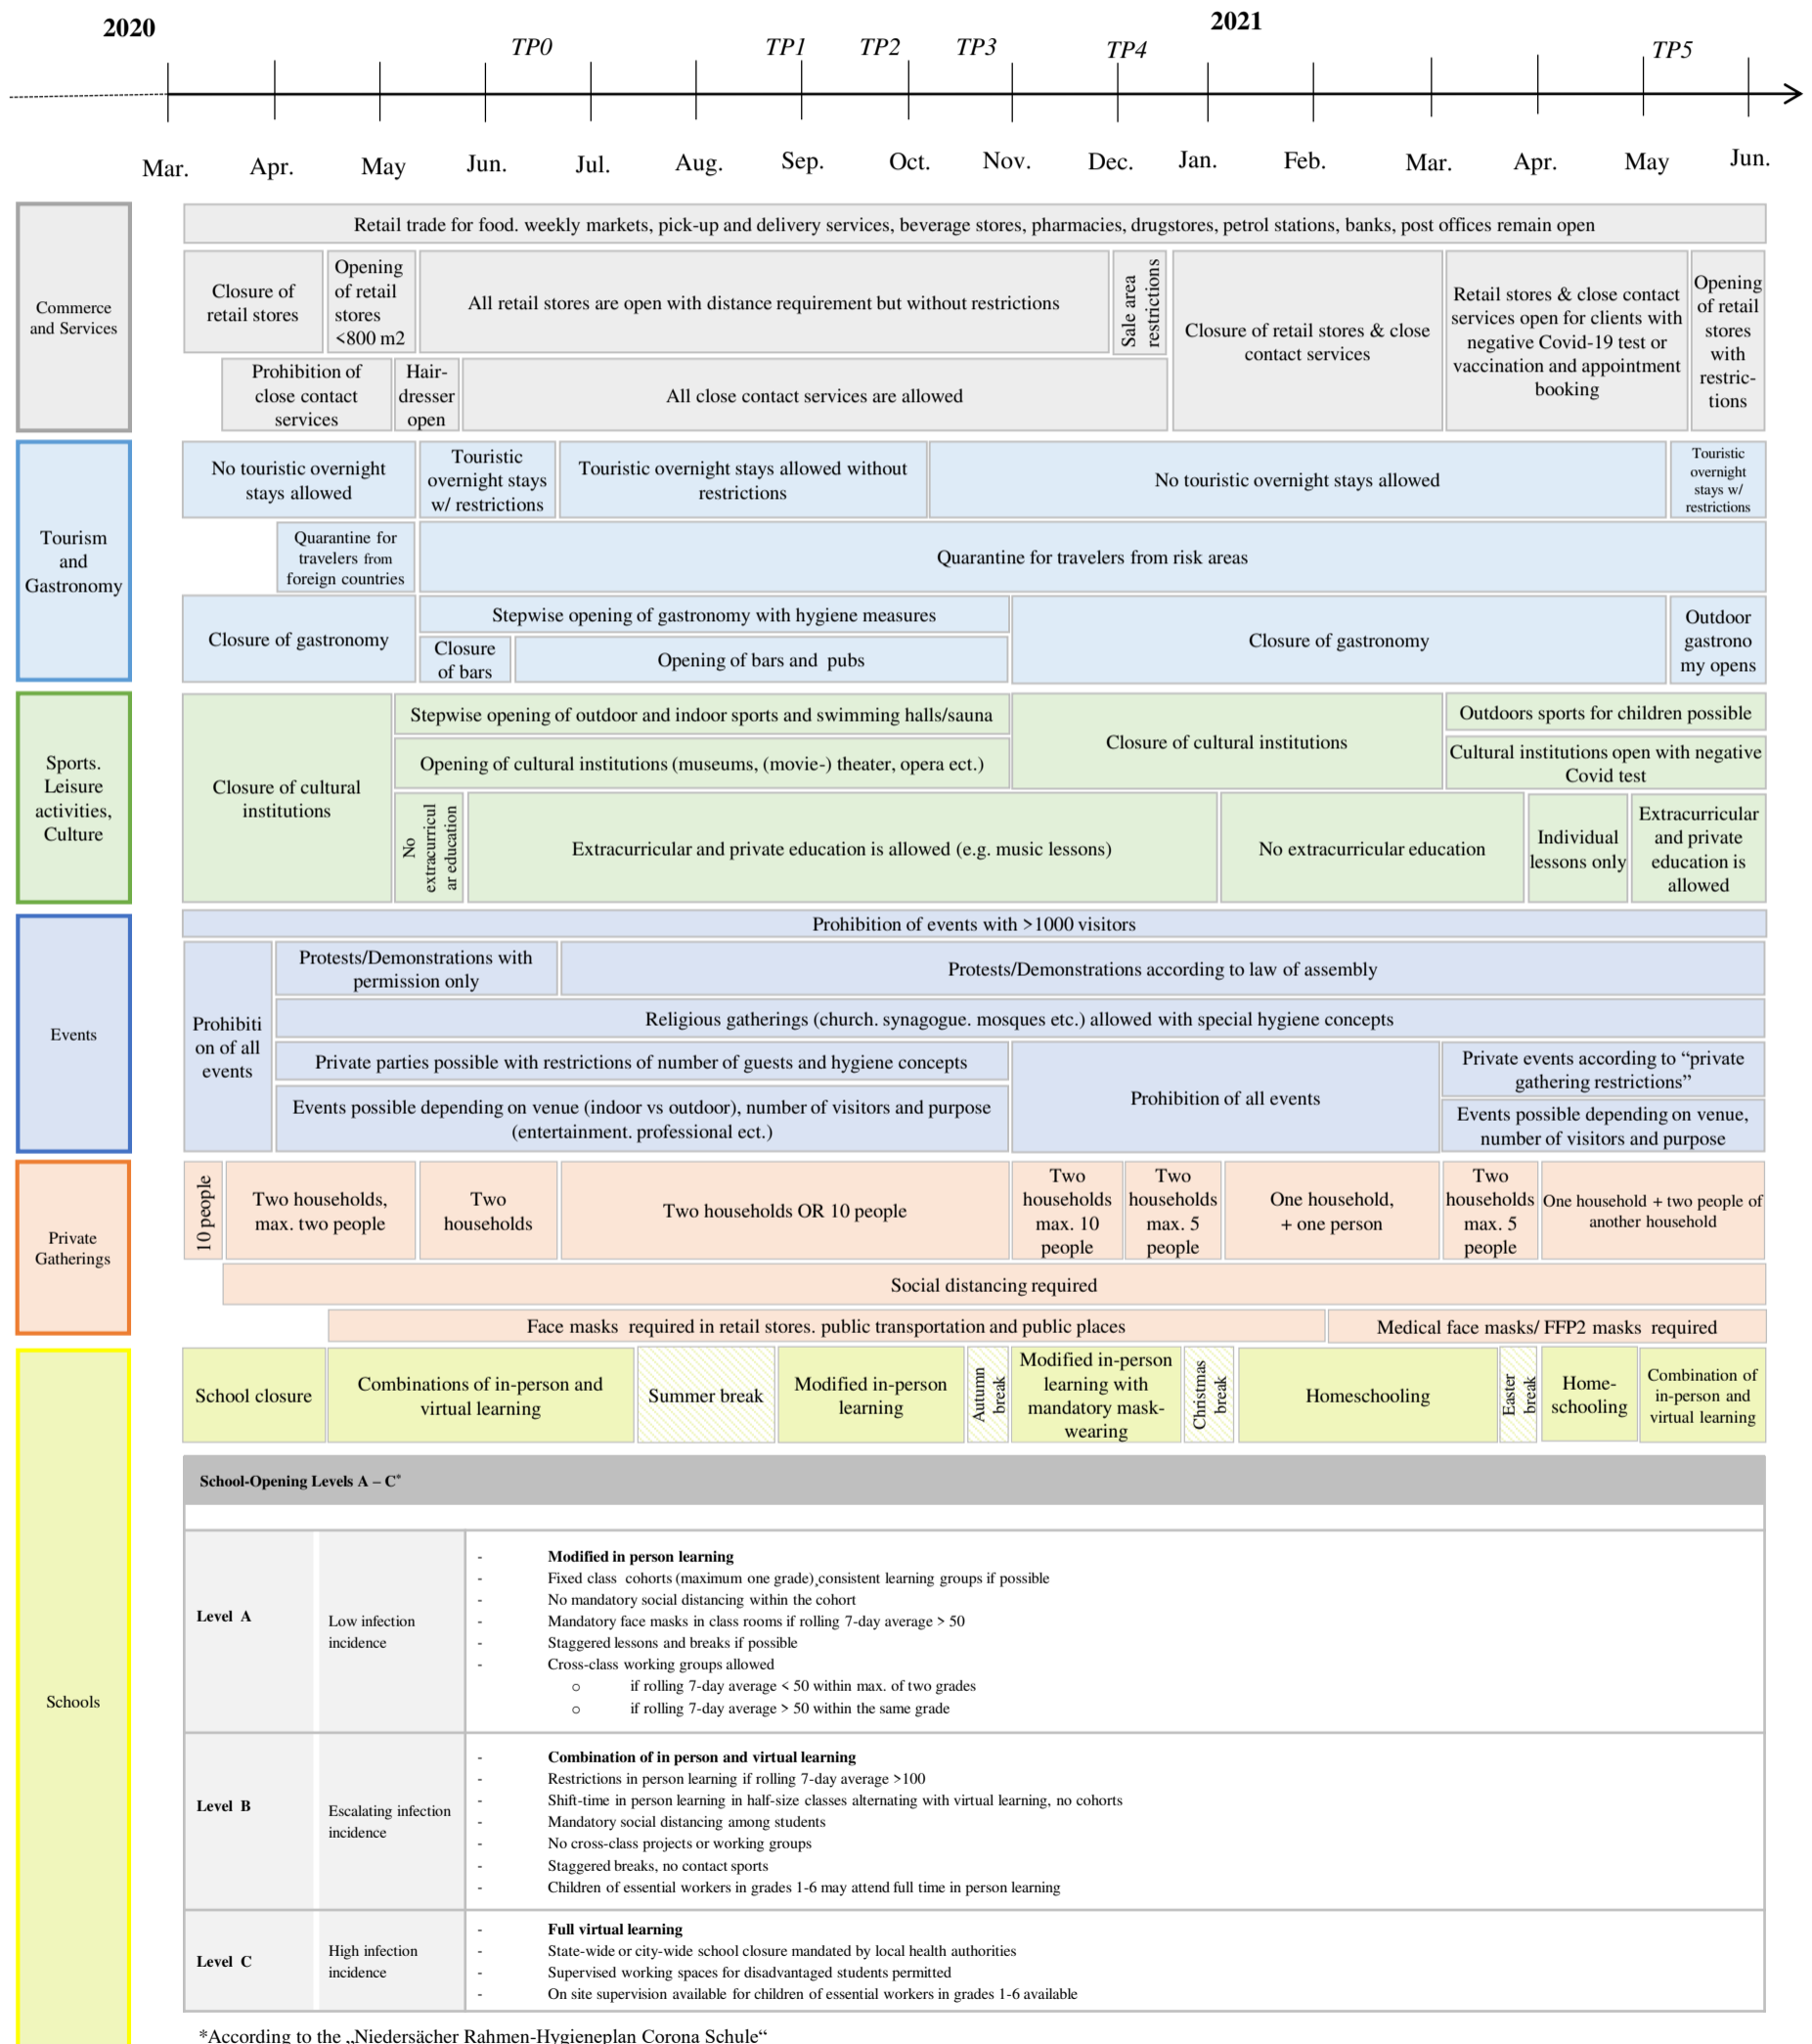 2020
2021
TP0
TP1
TP2
TP3
TP4
TP5
Mar.
Apr.
May
Jun.
Jul.
Aug.
Sep.
Oct.
Nov.
Dec.
Jan.
Feb.
Mar.
Apr.
May
Jun.
Commerce
and Services
Retail trade for food. weekly markets, pick-up and delivery services, beverage stores, pharmacies, drugstores, petrol stations, banks, post offices remain open
Closure of
retail stores
Opening
of retail
stores
<800 m2
All retail stores are open with distance requirement but without restrictions
Sale area
restrictions
Closure of retail stores & close
contact services
Retail stores & close contact
services open for clients with
negative Covid-19 test or
vaccination and appointment
booking
Opening
of retail
stores
with
restric-
tions
Prohibition of
close contact
services
Hair-
dresser
open
All close contact services are allowed
Tourism
and
Gastronomy
No touristic overnight
stays allowed
Touristic
overnight stays
w/ restrictions
Touristic overnight stays allowed without
restrictions
No touristic overnight stays allowed
Touristic
overnight
stays w/
restrictions
Quarantine for
travelers from
foreign countries
Quarantine for travelers from risk areas
Closure of gastronomy
Stepwise opening of gastronomy with hygiene measures
Closure
of bars
Opening of bars and pubs
Closure of gastronomy
Outdoor
gastrono
my opens
Sports.
Leisure
activities,
Culture
Closure of cultural
institutions
Stepwise opening of outdoor and indoor sports and swimming halls/sauna
Opening of cultural institutions (museums, (movie-) theater, opera ect.)
Closure of cultural institutions
Outdoors sports for children possible
Cultural institutions open with negative
Covid test
No
extracurricul
ar education
Extracurricular and private education is allowed (e.g. music lessons)
No extracurricular education
Individual
lessons only
Extracurricular
and private
education is
allowed
Events
Prohibition of events with >1000 visitors
Prohibiti
on of all
events
Protests/Demonstrations with
permission only
Protests/Demonstrations according to law of assembly
Religious gatherings (church. synagogue. mosques etc.) allowed with special hygiene concepts
Private parties possible with restrictions of number of guests and hygiene concepts
Events possible depending on venue (indoor vs outdoor), number of visitors and purpose
(entertainment. professional ect.)
Prohibition of all events
Private events according to “private
gathering restrictions”
Events possible depending on venue,
number of visitors and purpose
Private
Gatherings
10 people
Two households,
max. two people
Two
households
Two households OR 10 people
Two
households
max. 10
people
Two
households
max. 5
people
One household,
+ one person
Two
households
max. 5
people
One household + two people of
another household
Social distancing required
Face masks required in retail stores. public transportation and public places
Medical face masks/ FFP2 masks required
Schools
School closure
Combinations of in-person and
virtual learning
Summer break
Modified in-person
learning
Autumn
break
Modified in-person
learning with
mandatory mask-
wearing
Christmas
break
Homeschooling
Easter
break
Home-
schooling
Combination of
in-person and
virtual learning
School-Opening Levels A – C*
Level A
Low infection
incidence
- Modified in person learning
- Fixed class cohorts (maximum one grade),consistent learning groups if possible
- No mandatory social distancing within the cohort
- Mandatory face masks in class rooms if rolling 7-day average > 50
- Staggered lessons and breaks if possible
- Cross-class working groups allowed
o if rolling 7-day average < 50 within max. of two grades
o if rolling 7-day average > 50 within the same grade
Level B
Escalating infection
incidence
- Combination of in person and virtual learning
- Restrictions in person learning if rolling 7-day average >100
- Shift-time in person learning in half-size classes alternating with virtual learning, no cohorts
- Mandatory social distancing among students
- No cross-class projects or working groups
- Staggered breaks, no contact sports
- Children of essential workers in grades 1-6 may attend full time in person learning
Level C
High infection
incidence
- Full virtual learning
- State-wide or city-wide school closure mandated by local health authorities
- Supervised working spaces for disadvantaged students permitted
- On site supervision available for children of essential workers in grades 1-6 available
*According to the „Niedersächer Rahmen-Hygieneplan Corona Schule“